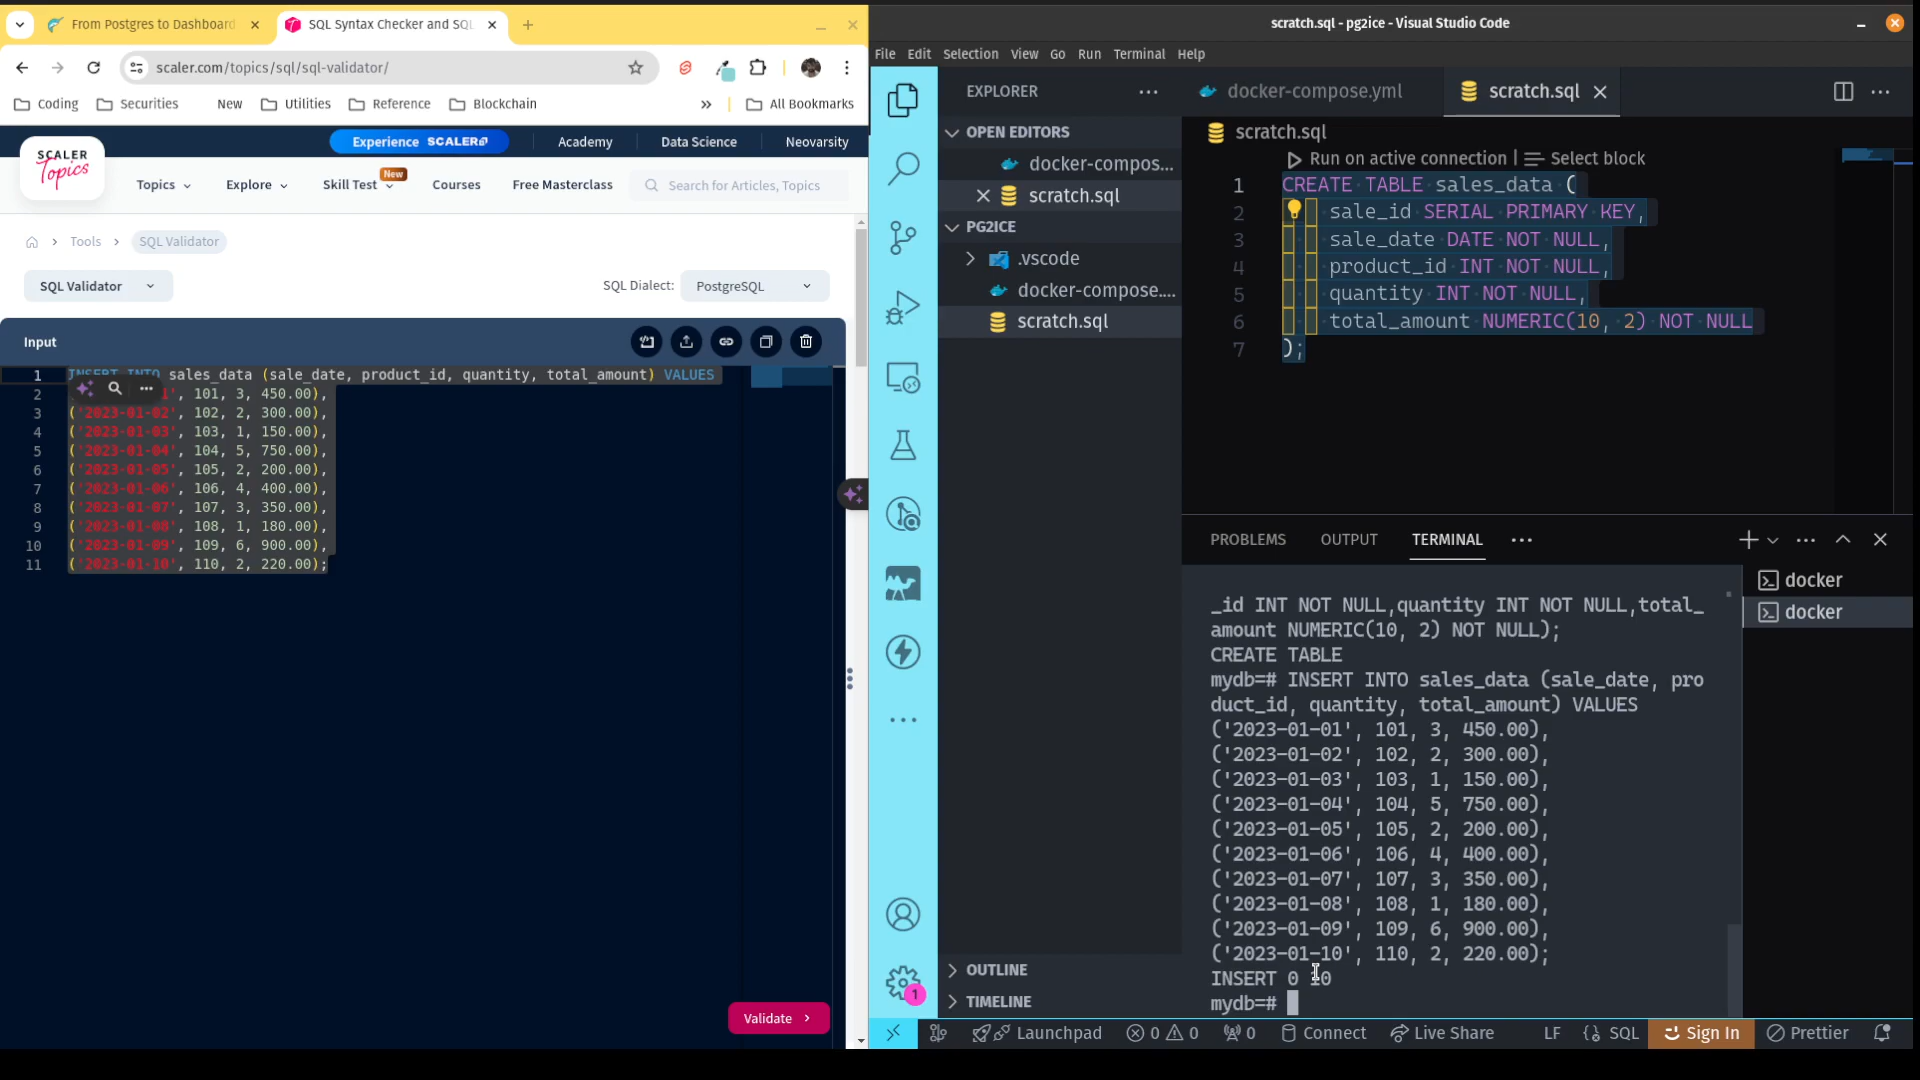 From Postgres to Dashboard
SQL Syntax Checker and SQL
scaler.com/topics/sql/sql-validator/
Coding
Securities
New
Utilities
Reference
Blockchain
»
All Bookmarks
Experience SCALER
Academy
Data Science
Neovarsity
SCALER
Topics
Topics
Explore
Skill Test
New
Courses
Free Masterclass
Search for Articles, Topics
Tools
SQL Validator
SQL Validator
SQL Dialect:
PostgreSQL
Input
1 INSERT INTO sales_data (sale_date, product_id, quantity, total_amount) VALUES
2 1', 101, 3, 450.00),
3 ('2023-01-02', 102, 2, 300.00),
4 ('2023-01-03', 103, 1, 150.00),
5 ('2023-01-04', 104, 5, 750.00),
6 ('2023-01-05', 105, 2, 200.00),
7 ('2023-01-06', 106, 4, 400.00),
8 ('2023-01-07', 107, 3, 350.00),
9 ('2023-01-08', 108, 1, 180.00),
10 ('2023-01-09', 109, 6, 900.00),
11 ('2023-01-10', 110, 2, 220.00);
Validate
scratch.sql - pg2ice - Visual Studio Code
File Edit Selection View Go Run Terminal Help
EXPLORER
OPEN EDITORS
docker-compos...
scratch.sql
PG2ICE
.vscode
docker-compose....
scratch.sql
OUTLINE
TIMELINE
1
docker-compose.yml
scratch.sql
scratch.sql
Run on active connection | Select block
1 CREATE TABLE sales_data (
2 sale_id SERIAL PRIMARY KEY,
3 sale_date DATE NOT NULL,
4 product_id INT NOT NULL,
5 quantity INT NOT NULL,
6 total_amount NUMERIC(10, 2) NOT NULL
7 );
PROBLEMS
OUTPUT
TERMINAL
docker
docker
_id INT NOT NULL,quantity INT NOT NULL,total_
amount NUMERIC(10, 2) NOT NULL);
CREATE TABLE
mydb=# INSERT INTO sales_data (sale_date, pro
duct_id, quantity, total_amount) VALUES
('2023-01-01', 101, 3, 450.00),
('2023-01-02', 102, 2, 300.00),
('2023-01-03', 103, 1, 150.00),
('2023-01-04', 104, 5, 750.00),
('2023-01-05', 105, 2, 200.00),
('2023-01-06', 106, 4, 400.00),
('2023-01-07', 107, 3, 350.00),
('2023-01-08', 108, 1, 180.00),
('2023-01-09', 109, 6, 900.00),
('2023-01-10', 110, 2, 220.00);
INSERT 0 10
mydb=#
Launchpad
0
0
0
Connect
Live Share
LF
SQL
Sign In
Prettier